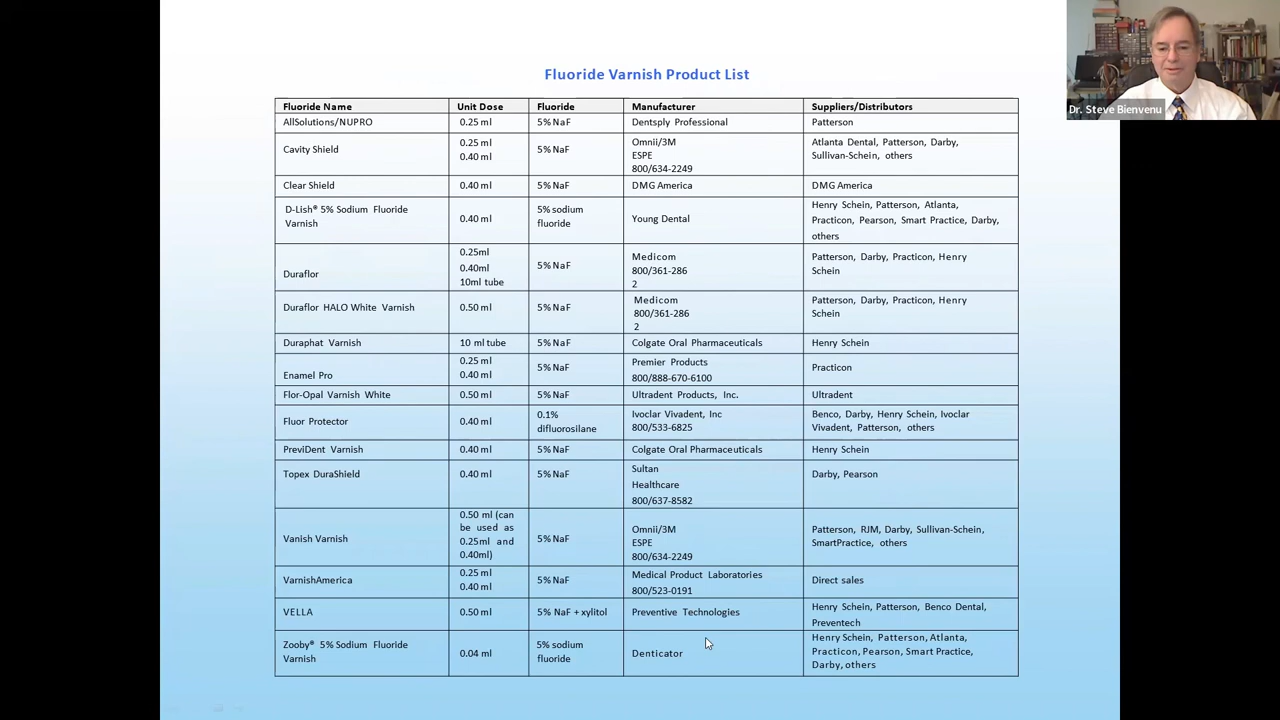 Dr. Steve Bienvenu
Fluoride Varnish Product List
Fluoride Name Unit Dose Fluoride Manufacturer Suppliers/Distributors
AllSolutions/NUPRO 0.25 ml 5% NaF Dentsply Professional Patterson
Cavity Shield
0.25 ml
0.40 ml
5% NaF
Omnii/3M
ESPE
800/634-2249
Atlanta Dental, Patterson, Darby,
Sullivan-Schein, others
Clear Shield 0.40 ml 5% NaF DMG America DMG America
D-Lish® 5% Sodium Fluoride
Varnish
0.40 ml
5% sodium
fluoride
Young Dental
Henry Schein, Patterson, Atlanta,
Practicon, Pearson, Smart Practice, Darby,
others
Duraflor
0.25ml
0.40ml
10ml tube
5% NaF
Medicom
800/361-286
2
Patterson, Darby, Practicon, Henry
Schein
Duraflor HALO White Varnish 0.50 ml 5% NaF
Medicom
800/361-286
2
Patterson, Darby, Practicon, Henry
Schein
Duraphat Varnish 10 ml tube 5% NaF Colgate Oral Pharmaceuticals Henry Schein
Enamel Pro
0.25 ml
0.40 ml
5% NaF
Premier Products
800/888-670-6100
Practicon
Flor-Opal Varnish White 0.50 ml 5% NaF Ultradent Products, Inc. Ultradent
Fluor Protector 0.40 ml
0.1%
difluorosilane
Ivoclar Vivadent, Inc
800/533-6825
Benco, Darby, Henry Schein, Ivoclar
Vivadent, Patterson, others
PreviDent Varnish 0.40 ml 5% NaF Colgate Oral Pharmaceuticals Henry Schein
Topex DuraShield 0.40 ml 5% NaF
Sultan
Healthcare
800/637-8582
Darby, Pearson
Vanish Varnish
0.50 ml (can
be used as
0.25ml and
0.40ml)
5% NaF
Omnii/3M
ESPE
800/634-2249
Patterson, RJM, Darby, Sullivan-Schein,
SmartPractice, others
VarnishAmerica
0.25 ml
0.40 ml
5% NaF
Medical Product Laboratories
800/523-0191
Direct sales
VELLA 0.50 ml 5% NaF + xylitol Preventive Technologies
Henry Schein, Patterson, Benco Dental,
Preventech
Zooby® 5% Sodium Fluoride
Varnish
0.04 ml
5% sodium
fluoride
Denticator
Henry Schein, Patterson, Atlanta,
Practicon, Pearson, Smart Practice,
Darby, others